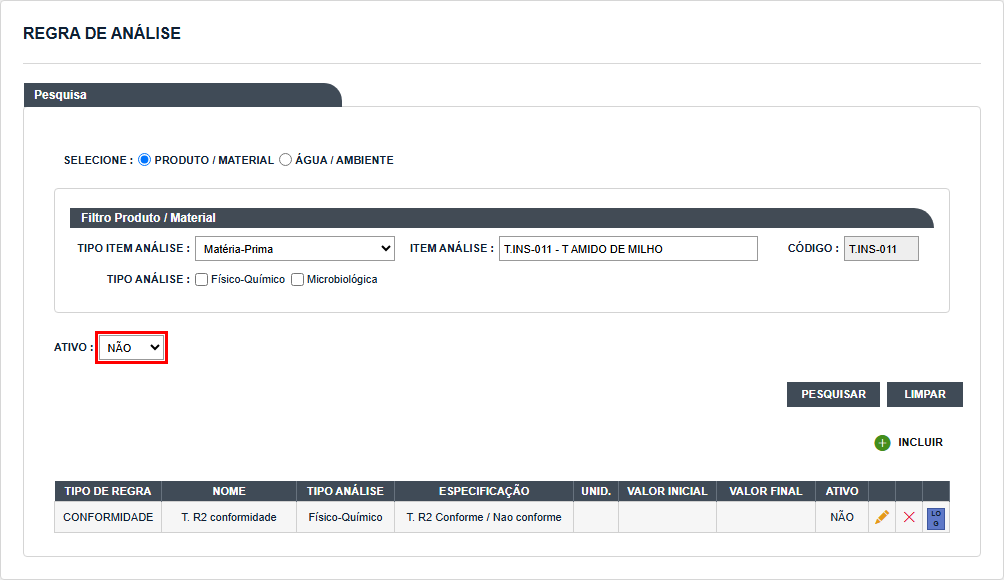 REGRA DE ANÁLISE
Pesquisa
SELECIONE : PRODUTO / MATERIAL ÁGUA / AMBIENTE
Filtro Produto / Material
TIPO ITEM ANÁLISE : Matéria-Prima ITEM ANÁLISE : T.INS-011 - T AMIDO DE MILHO CÓDIGO : T.INS-011
TIPO ANÁLISE : Físico-Químico Microbiológica
ATIVO : NÃO
PESQUISAR LIMPAR
INCLUIR
TIPO DE REGRA NOME TIPO ANÁLISE ESPECIFICAÇÃO UNID. VALOR INICIAL VALOR FINAL ATIVO
CONFORMIDADE T. R2 conformidade Físico-Químico T. R2 Conforme / Nao conforme NÃO LO
G